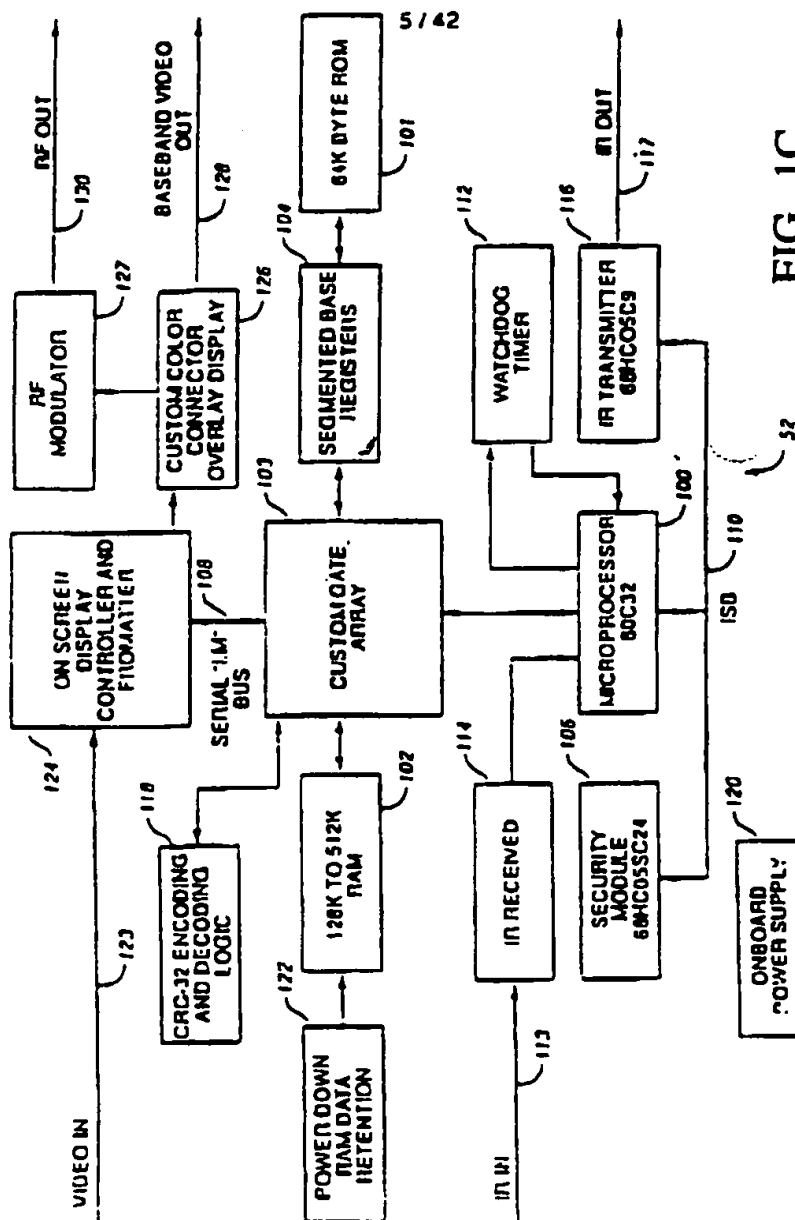 5 / 42
VIDEO IN
123
124
ON SCREEN
DISPLAY
CONTROLLER AND
FROMATTER
RF
MODULATOR
127
RF OUT
130
CUSTOM COLOR
CONNECTOR
OVERLAY DISPLAY
126
BASEBAND VIDEO
OUT
128
118
CRC-32 ENCODING
AND DECODING
LOGIC
SERIAL "I.M"
BUS
108
122
POWER DOWN
RAM DATA
RETENTION
128K TO 512K
RAM
102
CUSTOM GATE
ARRAY
103
SEGMENTED BASE
REGISTERS
104
64K BYTE ROM
101
IR IN
113
IR RECEIVED
114
WATCHDOG
TIMER
112
106
SECURITY
MODULE
68HC05SC24
MICROPROCESSOR
80C32
100'
IR TRANSMITTER
68HC05C9
116
IR OUT
117
ISB
110
120
ONBOARD
POWER SUPPLY
52
FIG. 1C